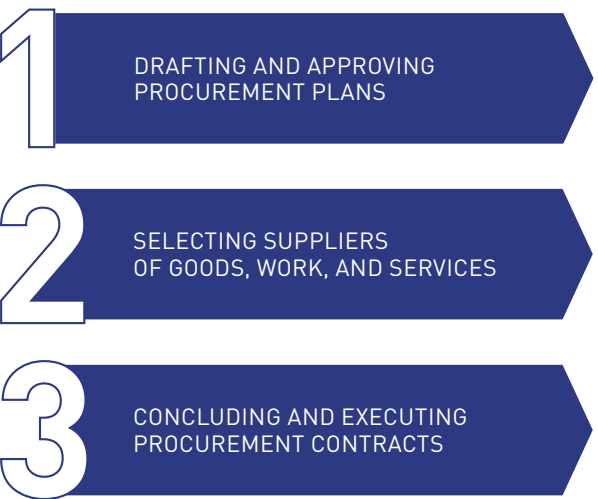 1
DRAFTING AND APPROVING
PROCUREMENT PLANS
2
SELECTING SUPPLIERS
OF GOODS, WORK, AND SERVICES
3
CONCLUDING AND EXECUTING
PROCUREMENT CONTRACTS